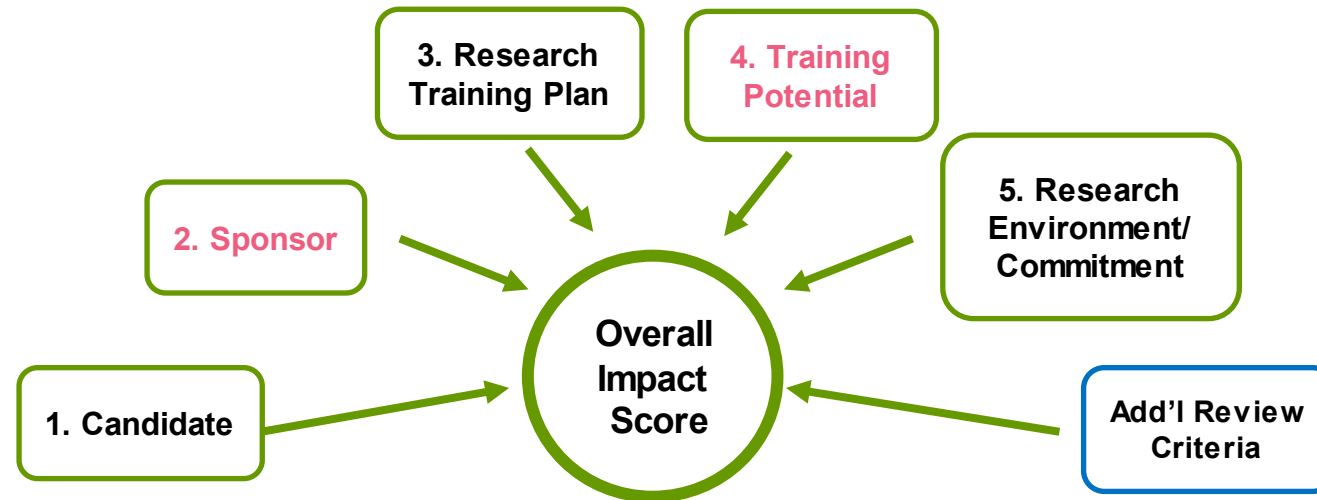 3. Research
Training Plan
4. Training
Potential
5. Research
Environment/
Commitment
2. Sponsor
Overall
Impact
Score
1. Candidate
Add'l Review
Criteria